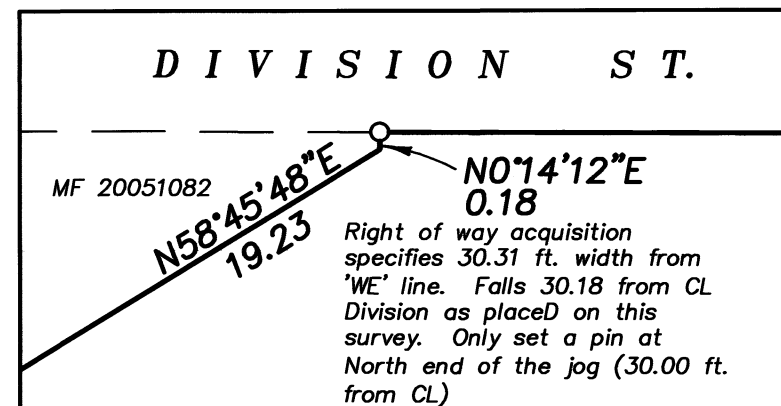 DIVISION ST.
MF 20051082
N58°45'48"E
19.23
N0°14'12"E
0.18
Right of way acquisition
specifies 30.31 ft. width from
'WE' line. Falls 30.18 from CL
Division as placeD on this
survey. Only set a pin at
North end of the jog (30.00 ft.
from CL)